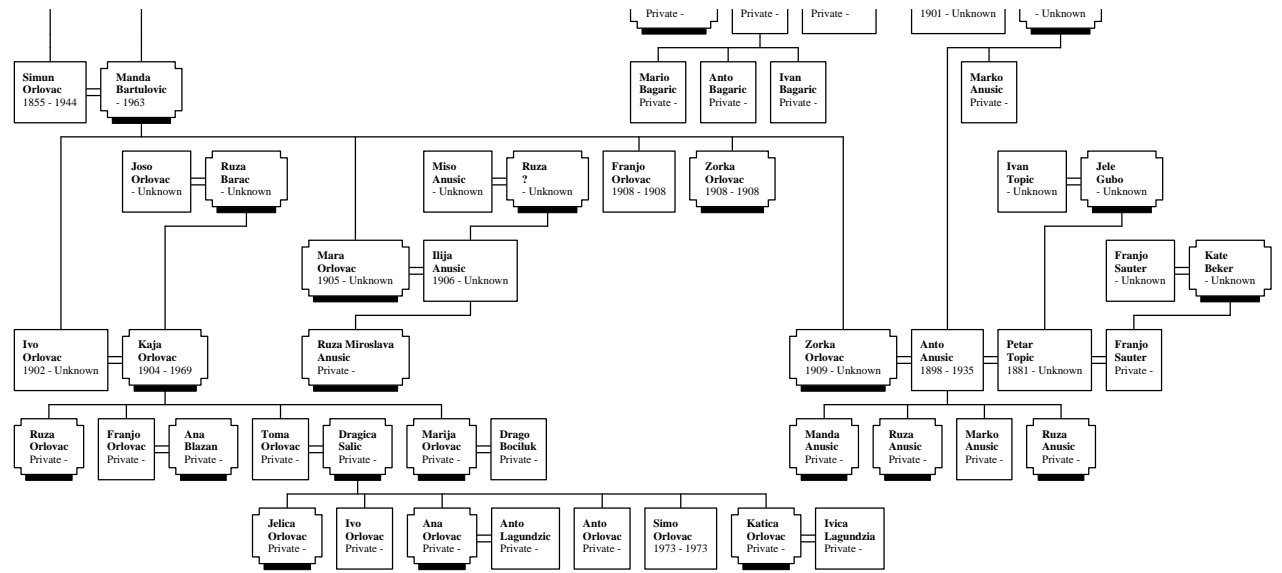 Private -
Private -
Private -
1901 - Unknown
- Unknown
Simun
Orlovac
1855 - 1944
Manda
Bartulovic
- 1963
Mario
Bagaric
Private -
Anto
Bagaric
Private -
Ivan
Bagaric
Private -
Marko
Anusic
Private -
Joso
Orlovac
- Unknown
Ruza
Barac
- Unknown
Miso
Anusic
- Unknown
Ruza
?
- Unknown
Franjo
Orlovac
1908 - 1908
Zorka
Orlovac
1908 - 1908
Ivan
Topic
- Unknown
Jele
Gubo
- Unknown
Mara
Orlovac
1905 - Unknown
Ilija
Anusic
1906 - Unknown
Franjo
Sauter
- Unknown
Kate
Beker
- Unknown
Ivo
Orlovac
1902 - Unknown
Kaja
Orlovac
1904 - 1969
Ruza Miroslava
Anusic
Private -
Zorka
Orlovac
1909 - Unknown
Anto
Anusic
1898 - 1935
Petar
Topic
1881 - Unknown
Franjo
Sauter
Private -
Ruza
Orlovac
Private -
Franjo
Orlovac
Private -
Ana
Blazan
Private -
Toma
Orlovac
Private -
Dragica
Salic
Private -
Marija
Orlovac
Private -
Drago
Bociluk
Private -
Manda
Anusic
Private -
Ruza
Anusic
Private -
Marko
Anusic
Private -
Ruza
Anusic
Private -
Jelica
Orlovac
Private -
Ivo
Orlovac
Private -
Ana
Orlovac
Private -
Anto
Lagundzic
Private -
Anto
Orlovac
Private -
Simo
Orlovac
1973 - 1973
Katica
Orlovac
Private -
Ivica
Lagundzia
Private -